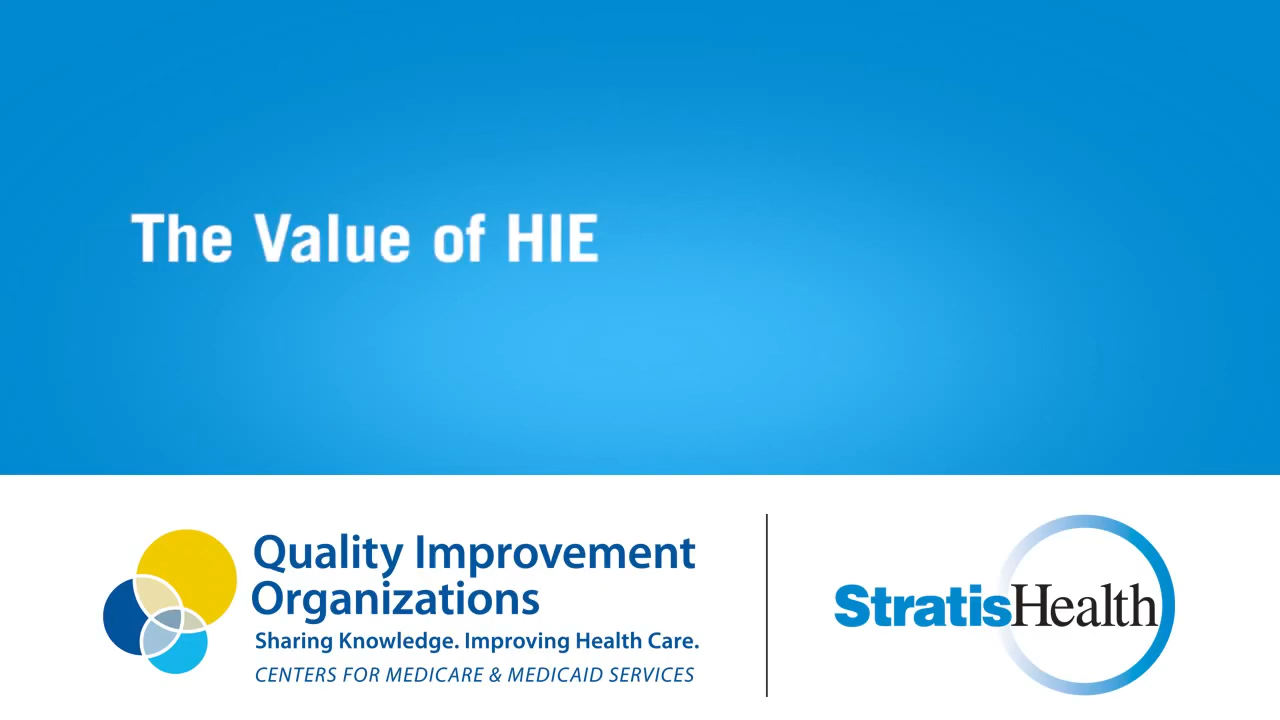 The Value of HIE
Quality Improvement
Organizations
Sharing Knowledge. Improving Health Care.
CENTERS FOR MEDICARE & MEDICAID SERVICES
StratisHealth